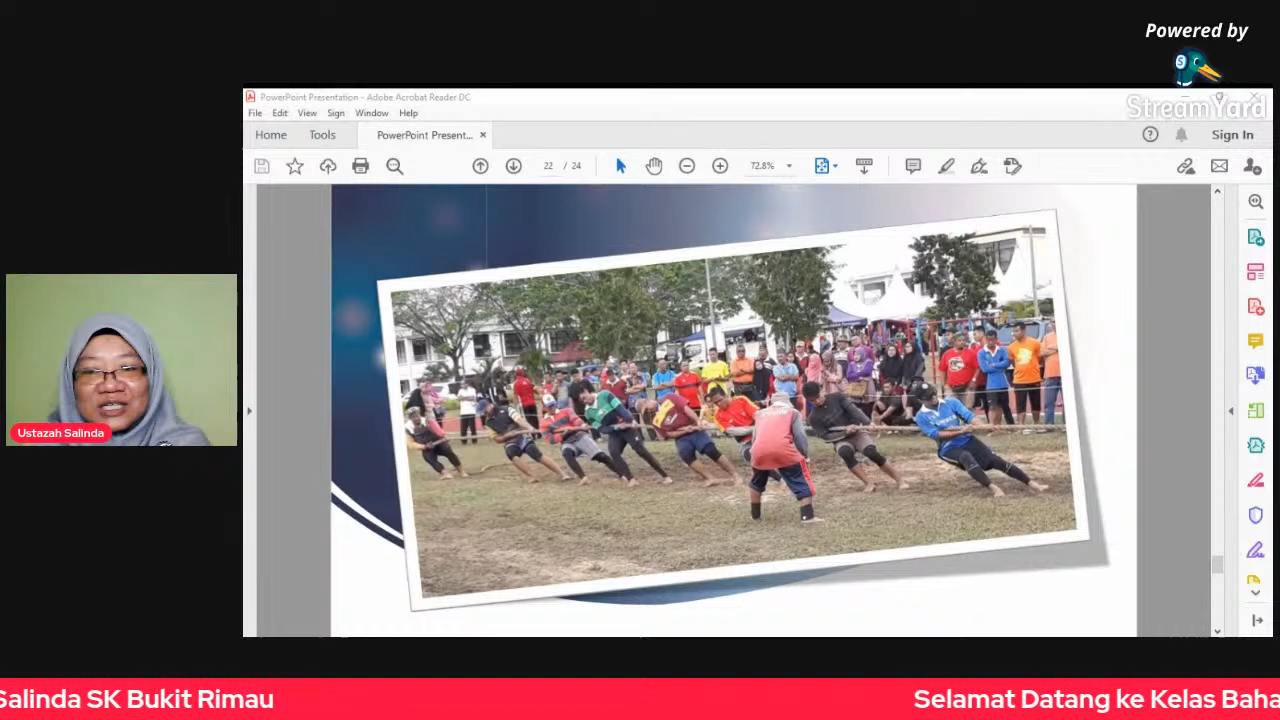 Powered by
StreamYard
PowerPoint Presentation - Adobe Acrobat Reader DC
File Edit View Sign Window Help
Home Tools PowerPoint Present... Sign In
22 / 24 72.8%
Ustazah Salinda
Salinda SK Bukit Rimau Selamat Datang ke Kelas Baha